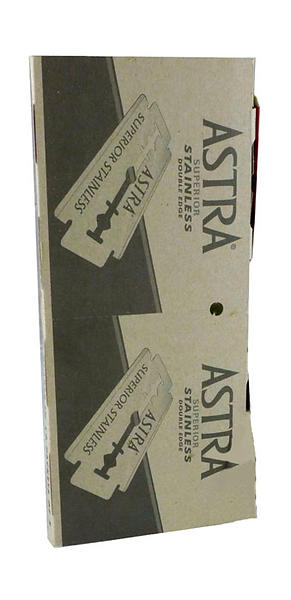 ASTRA®
SUPERIOR
STAINLESS
DOUBLE EDGE
ASTRA
SUPERIOR STAINLESS
ASTRA
SUPERIOR
STAINLESS
DOUBLE EDGE
ASTRA
SUPERIOR STAINLESS